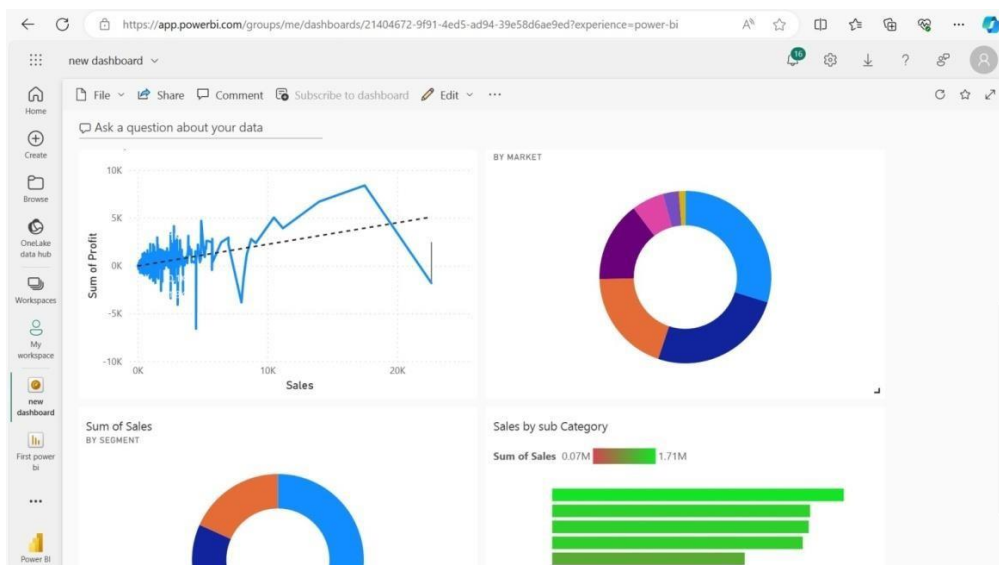 https://app.powerbi.com/groups/me/dashboards/21404672-9f91-4ed5-ad94-39e58d6ae9ed?experience=power-bi
new dashboard
16
File
Share
Comment
Subscribe to dashboard
Edit
Ask a question about your data
Home
Create
Browse
OneLake
data hub
Workspaces
My
workspace
new
dashboard
First power
bi
Power BI
10K
5K
0K
-5K
-10K
Sum of Profit
0K
10K
20K
Sales
BY MARKET
Sum of Sales
BY SEGMENT
Sales by sub Category
Sum of Sales 0.07M 1.71M